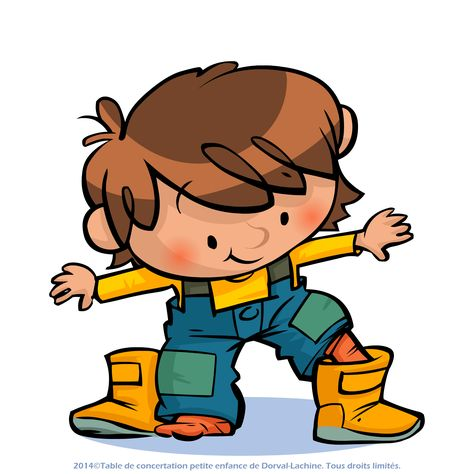 2014©Table de concertation petite enfance de Dorval-Lachine. Tous droits limités.